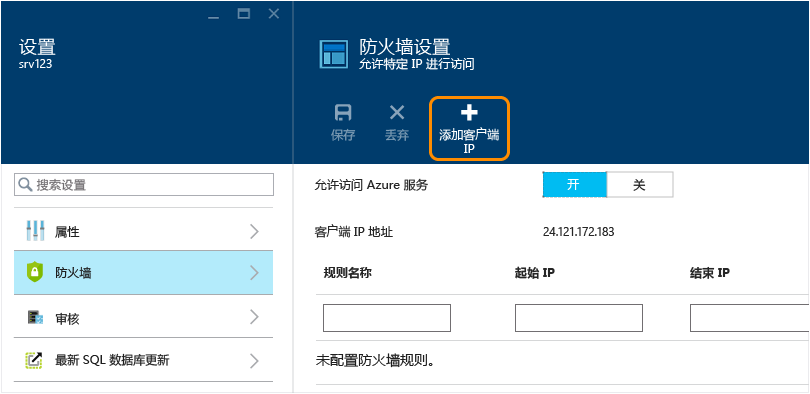 设置
srv123
防火墙设置
允许特定 IP 进行访问
保存
丢弃
添加客户端
IP
搜索设置
属性
防火墙
审核
最新 SQL 数据库更新
允许访问 Azure 服务
开
关
客户端 IP 地址
24.121.172.183
规则名称
起始 IP
结束 IP
未配置防火墙规则。